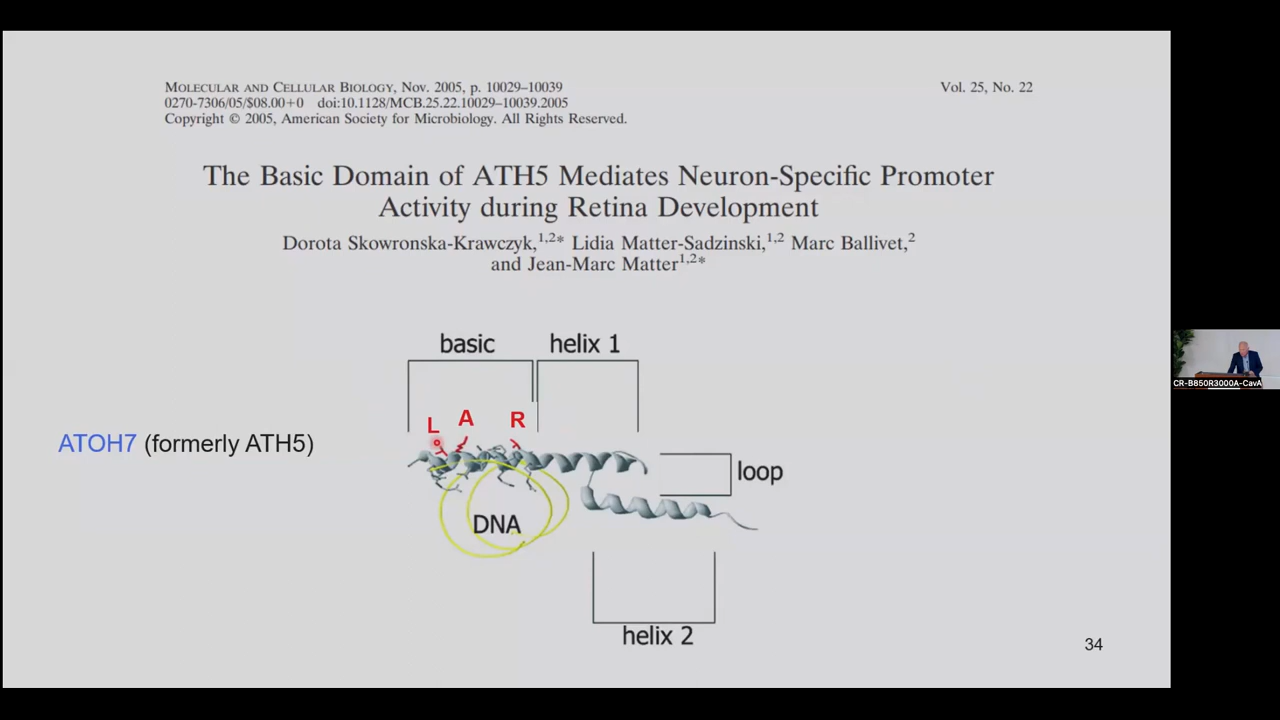 MOLECULAR AND CELLULAR BIOLOGY, Nov. 2005, p. 10029–10039 Vol. 25, No. 22
0270-7306/05/$08.00+0 doi:10.1128/MCB.25.22.10029–10039.2005
Copyright © 2005, American Society for Microbiology. All Rights Reserved.
The Basic Domain of ATH5 Mediates Neuron-Specific Promoter
Activity during Retina Development
Dorota Skowronska-Krawczyk,1,2* Lidia Matter-Sadzinski,1,2 Marc Ballivet,2
and Jean-Marc Matter1,2*
basic helix 1
L A R
ATOH7 (formerly ATH5)
loop
DNA
helix 2
34
CR-B850R3000A-CavA